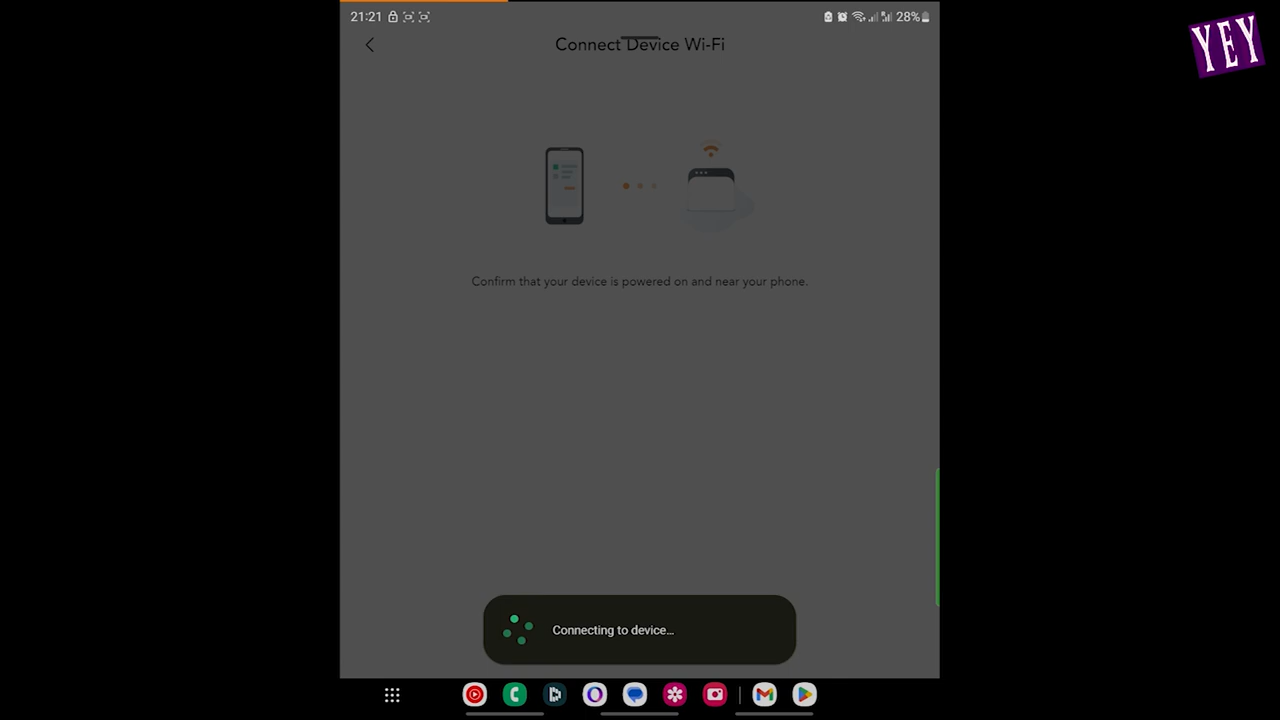 YEY
21:21
28%
Connect Device Wi-Fi
Confirm that your device is powered on and near your phone.
Connecting to device...